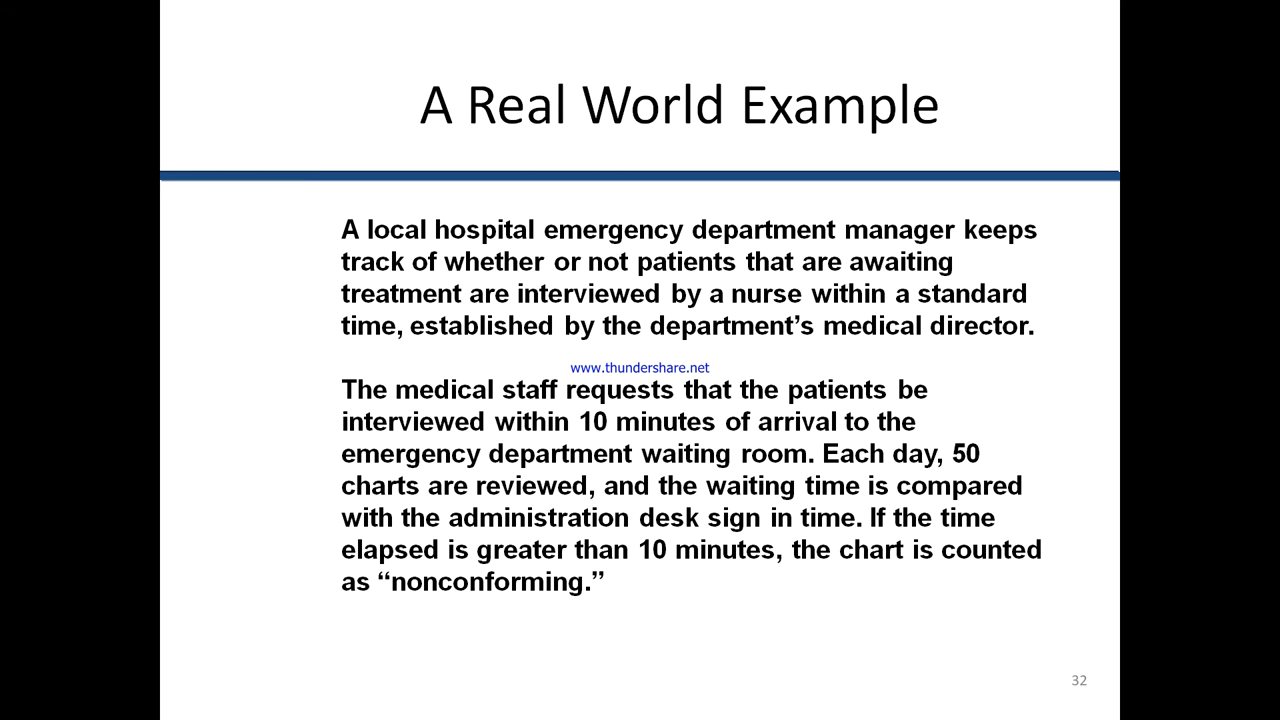 A Real World Example
A local hospital emergency department manager keeps
track of whether or not patients that are awaiting
treatment are interviewed by a nurse within a standard
time, established by the department’s medical director.
www.thundershare.net
The medical staff requests that the patients be
interviewed within 10 minutes of arrival to the
emergency department waiting room. Each day, 50
charts are reviewed, and the waiting time is compared
with the administration desk sign in time. If the time
elapsed is greater than 10 minutes, the chart is counted
as “nonconforming.”
32